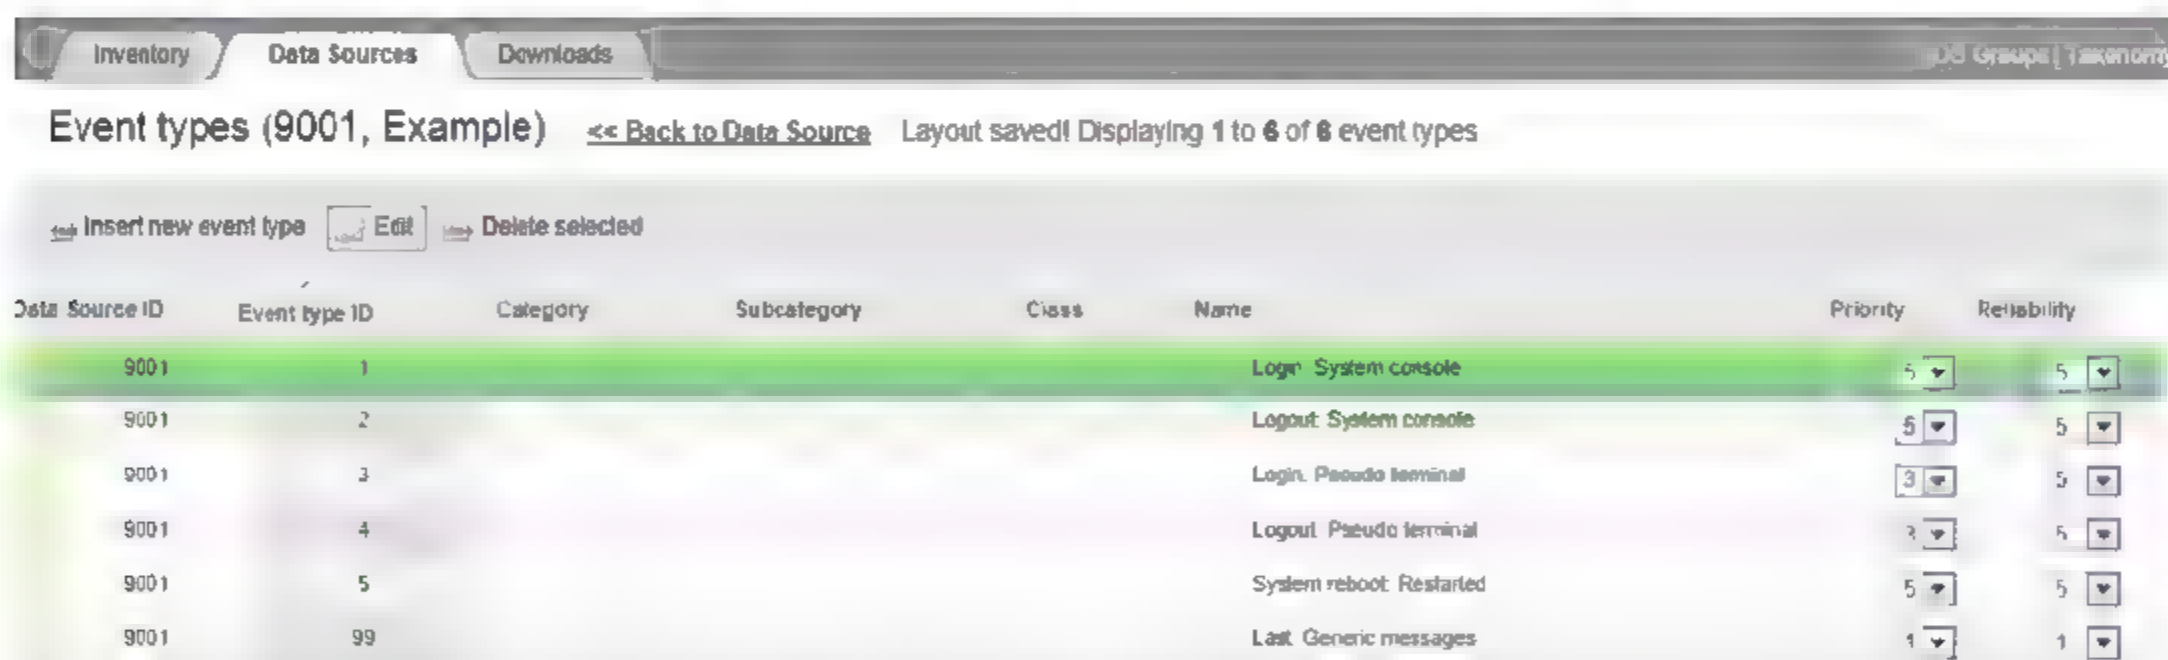 Inventory Data Sources Downloads DS Groups | Taxonomy
Event types (9001, Example) << Back to Data Source Layout saved! Displaying 1 to 6 of 6 event types
Insert new event type Edit Delete selected
Data Source ID Event type ID Category Subcategory Class Name Priority Reliability
9001 1 Login: System console 5 5
9001 2 Logout: System console 5 5
9001 3 Login: Pseudo terminal 3 5
9001 4 Logout: Pseudo terminal 3 5
9001 5 System reboot: Restarted 5 5
9001 99 Last: Generic messages 1 1